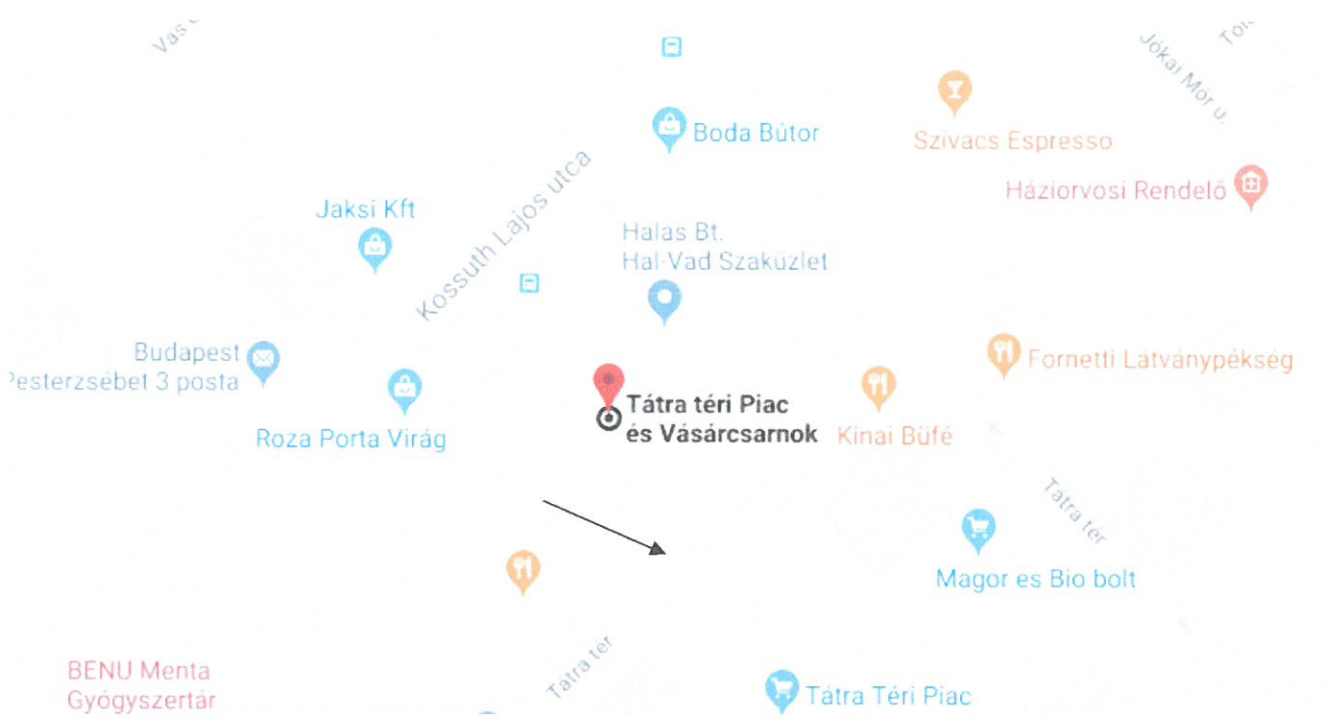 Jókai Mór u.
Boda Bútor
Szivacs Espresso
Háziorvosi Rendelő
Jaksi Kft
Kossuth Lajos utca
Halas Bt.
Hal-Vad Szaküzlet
Budapest
Pesterzsébet 3 posta
Fornetti Látványpékség
Tátra téri Piac
és Vásárcsarnok
Kínai Büfé
Roza Porta Virág
Tátra tér
Magor es Bio bolt
Tátra tér
BENU Menta
Gyógyszertár
Tátra Téri Piac